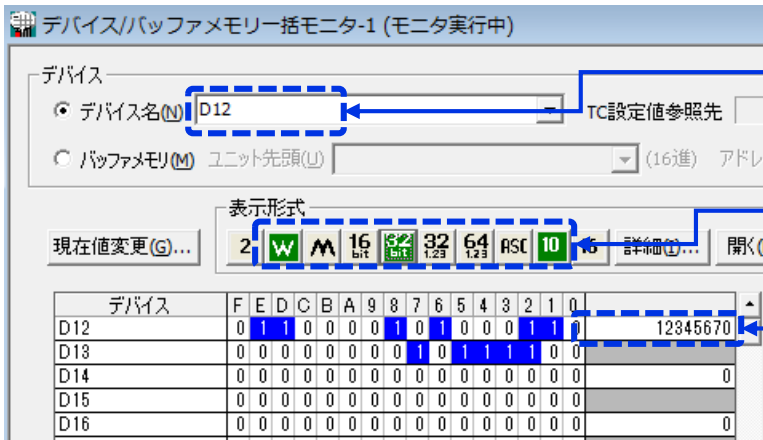 デバイス/バッファメモリ一括モニタ-1 (モニタ実行中)
デバイス
デバイス名(N) D12 TC設定値参照先
バッファメモリ(M) ユニット先頭(U) (16進) アドレ
表示形式
現在値変更(G)... 2 W M 16 bit 32 bit 32 1.23 64 1.23 ASC 10 16 詳細(I)... 開く(
デバイス F E D C B A 9 8 7 6 5 4 3 2 1 0
D12 0 1 1 0 0 0 0 1 0 1 0 0 0 1 1 0 12345670
D13 0 0 0 0 0 0 0 0 1 0 1 1 1 1 0 0
D14 0 0 0 0 0 0 0 0 0 0 0 0 0 0 0 0 0
D15 0 0 0 0 0 0 0 0 0 0 0 0 0 0 0 0
D16 0 0 0 0 0 0 0 0 0 0 0 0 0 0 0 0 0